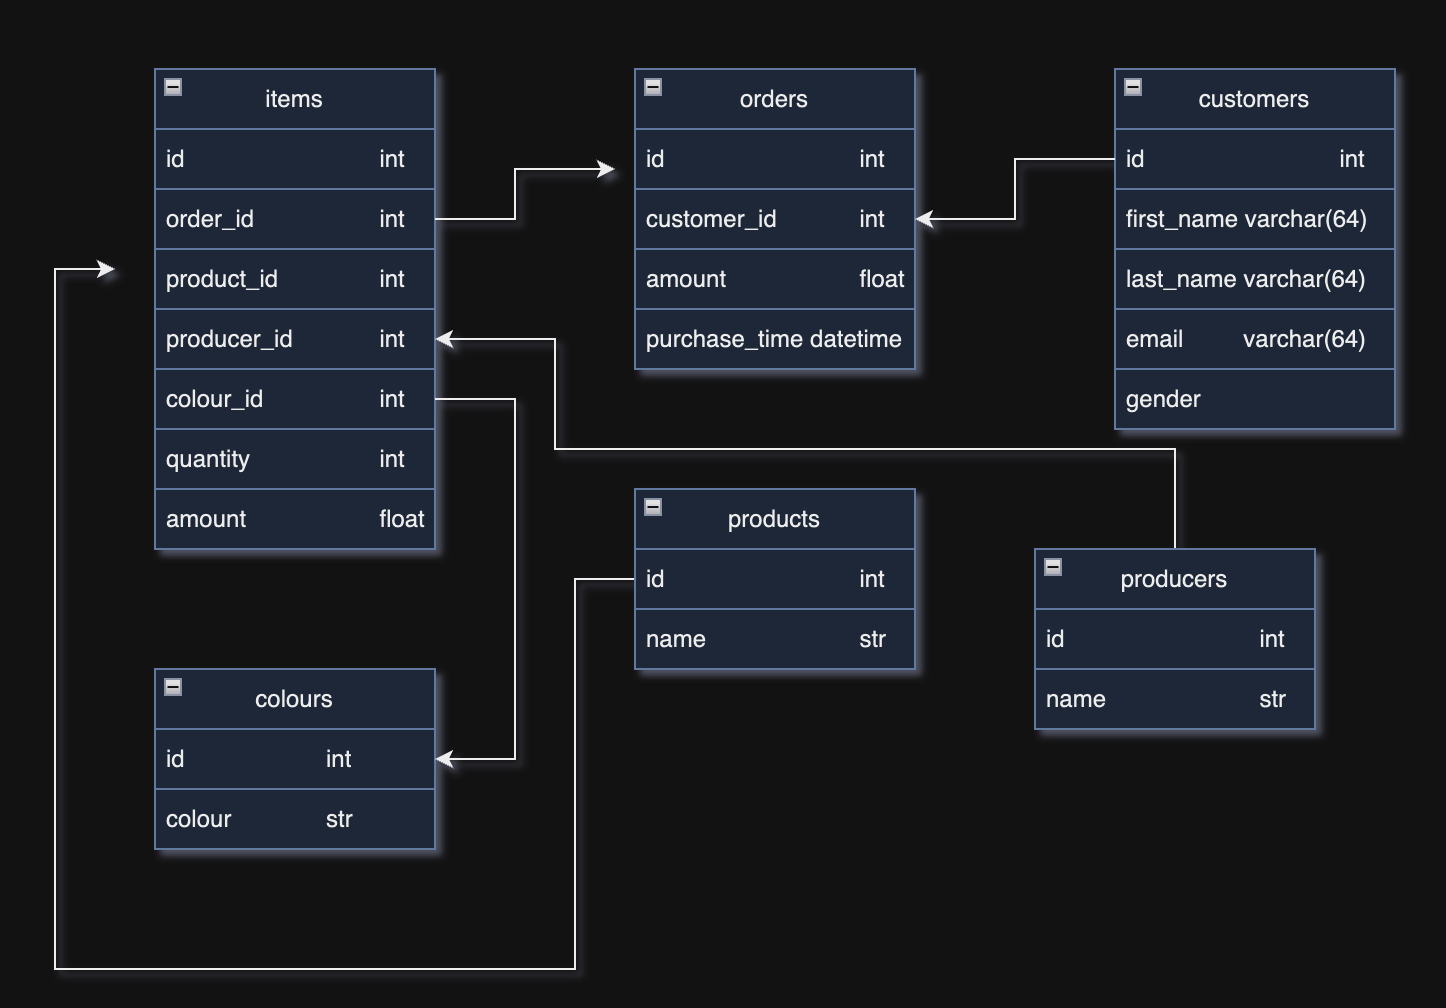 items
id int
order_id int
product_id int
producer_id int
colour_id int
quantity int
amount float
orders
id int
customer_id int
amount float
purchase_time datetime
customers
id int
first_name varchar(64)
last_name varchar(64)
email varchar(64)
gender
products
id int
name str
producers
id int
name str
colours
id int
colour str